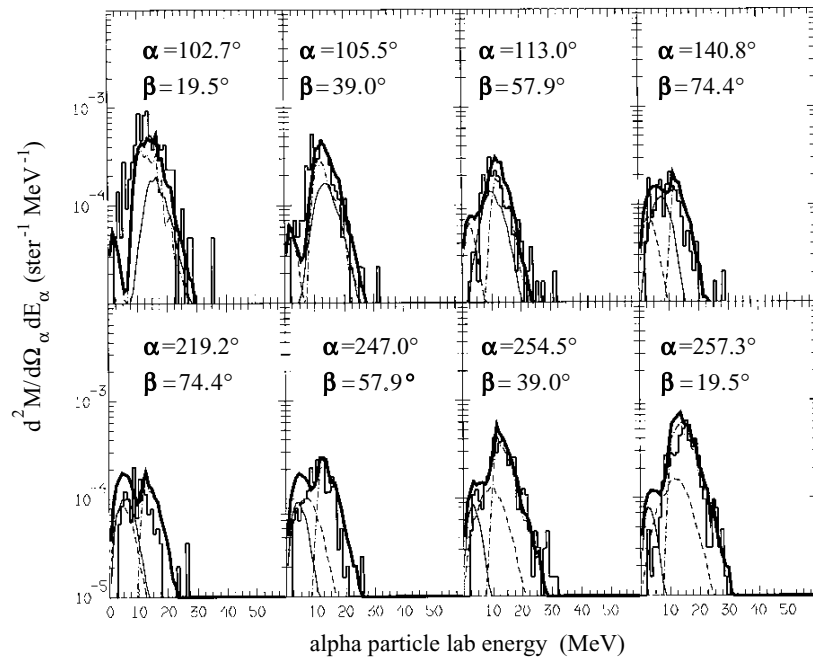 α=102.7° α=105.5° α=113.0° α=140.8°
β=19.5° β=39.0° β=57.9° β=74.4°
10⁻³
10⁻⁴
α=219.2° α=247.0° α=254.5° α=257.3°
β=74.4° β=57.9° β=39.0° β=19.5°
10⁻³
10⁻⁴
10⁻⁵
d²M/dΩαdEα (ster⁻¹ MeV⁻¹)
0 10 20 30 40 50 10 20 30 40 50 10 20 30 40 50 10 20 30 40 50
alpha particle lab energy (MeV)